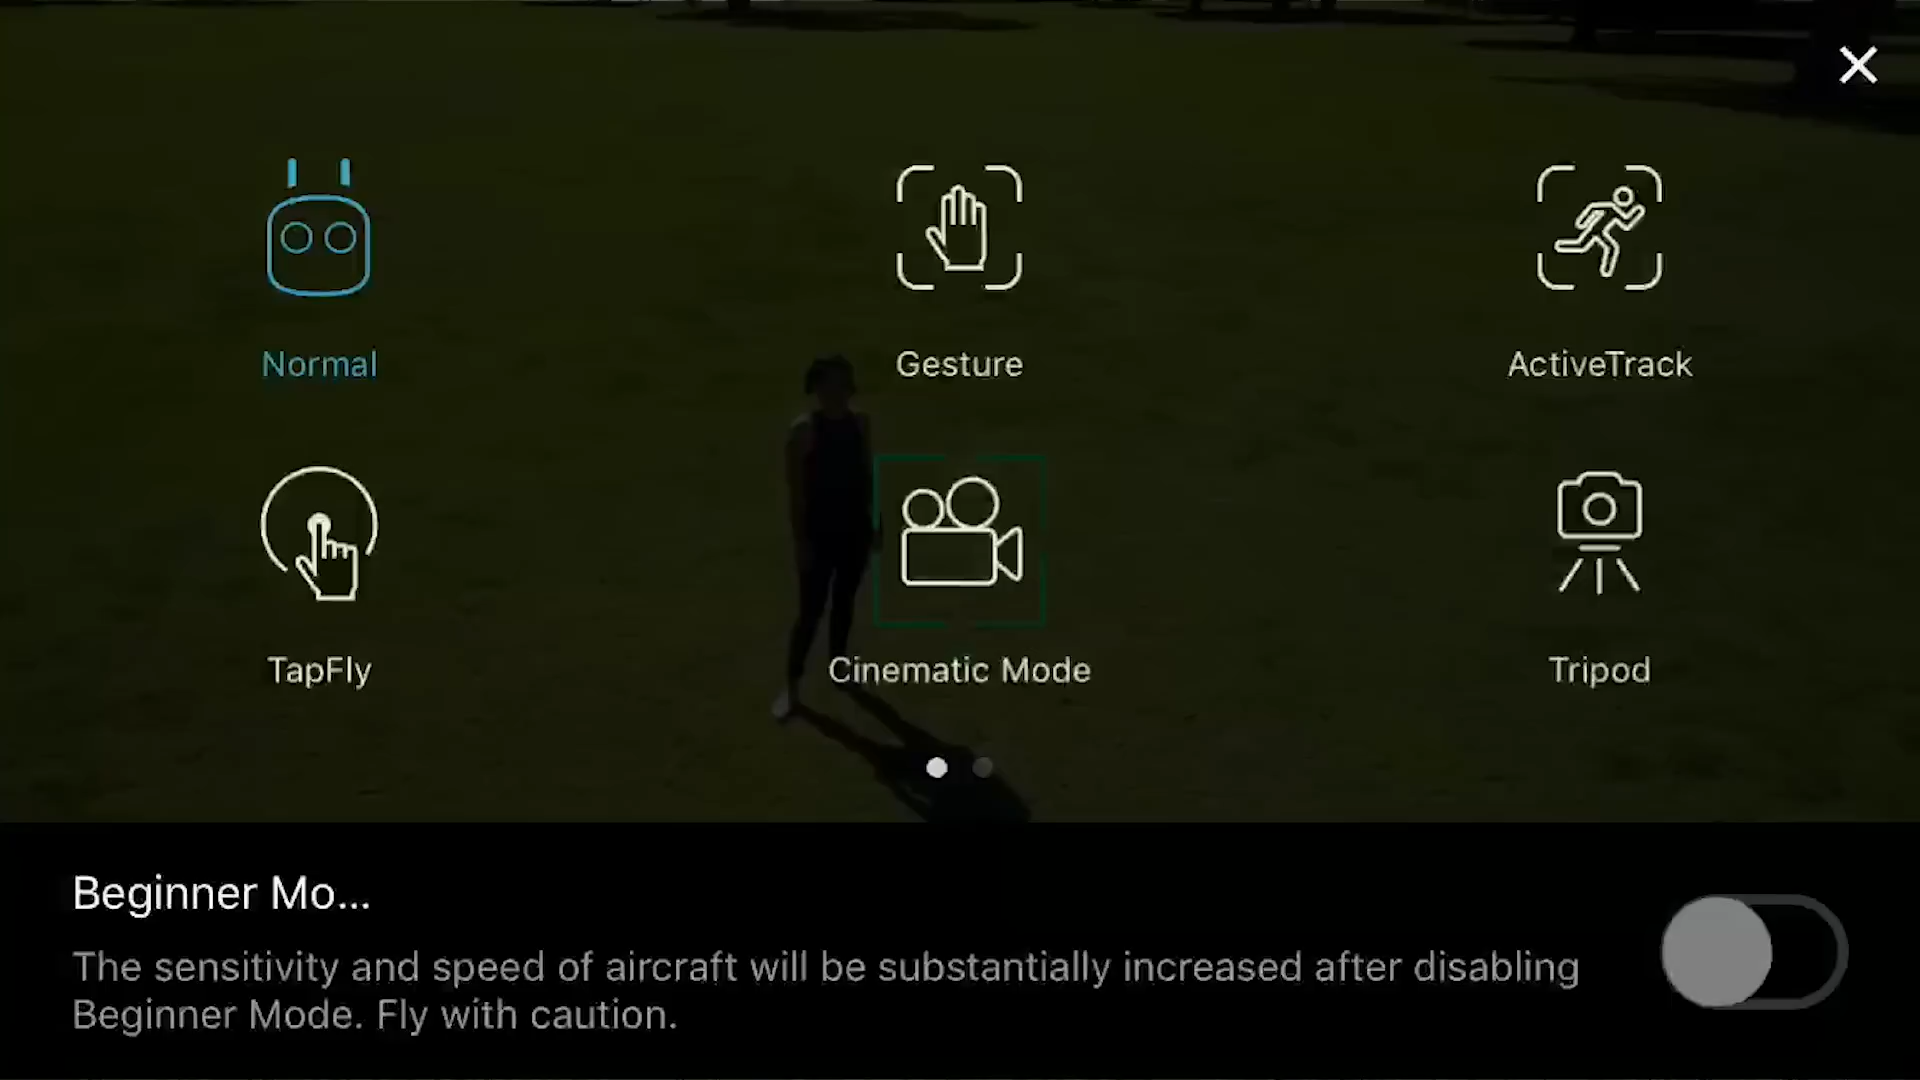 Normal
Gesture
ActiveTrack
TapFly
Cinematic Mode
Tripod
Beginner Mo...
The sensitivity and speed of aircraft will be substantially increased after disabling
Beginner Mode. Fly with caution.